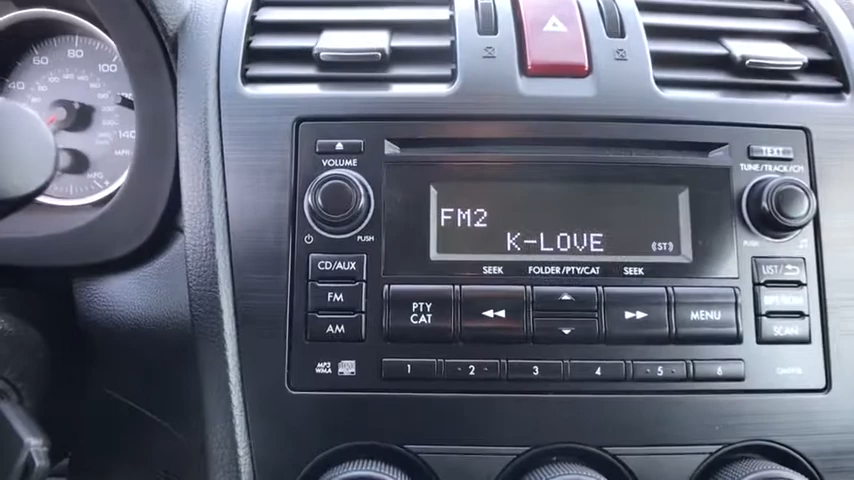 60
80
100
40
120
140
MPH
TEXT
VOLUME
TUNE/TRACK/CH
FM2
K-LOVE
(ST)
PUSH
PUSH
CD/AUX
SEEK
FOLDER/PTY/CAT
SEEK
LIST
FM
PTY
CAT
MENU
RPT/RDM
AM
SCAN
MP3
WMA
1
2
3
4
5
6